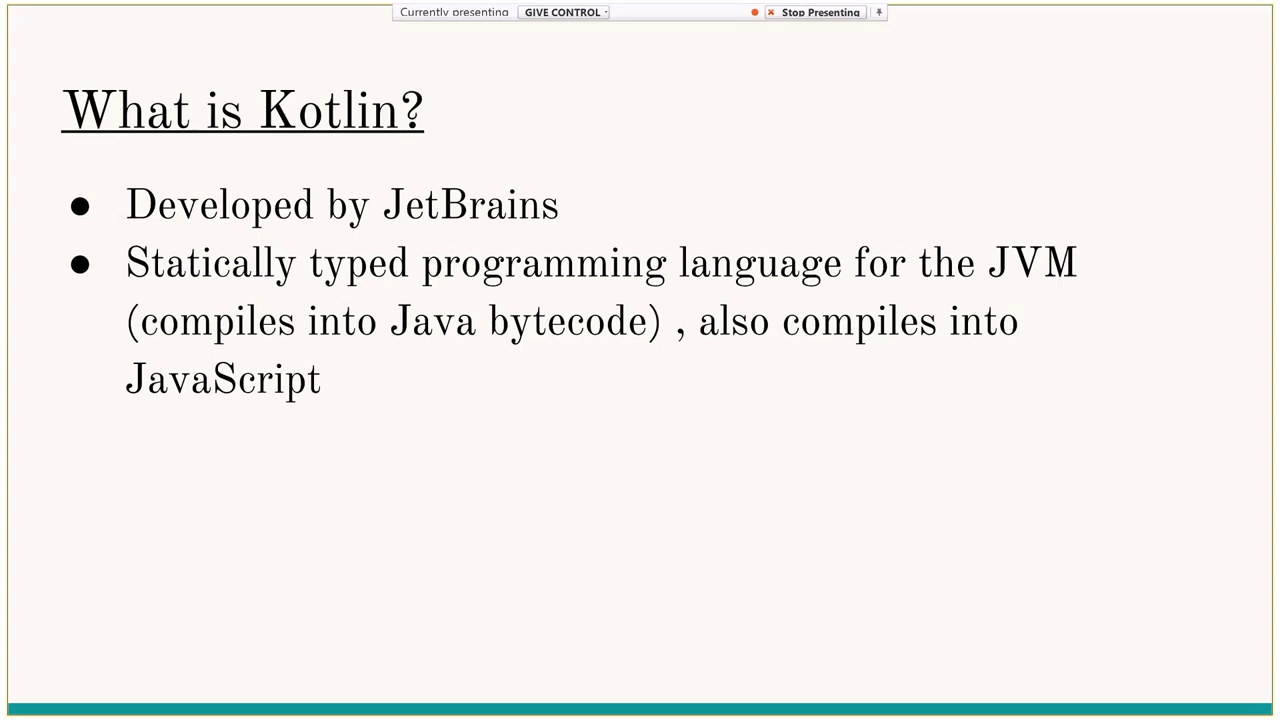 Currently presenting GIVE CONTROL Stop Presenting
What is Kotlin?
● Developed by JetBrains
● Statically typed programming language for the JVM
(compiles into Java bytecode) , also compiles into
JavaScript